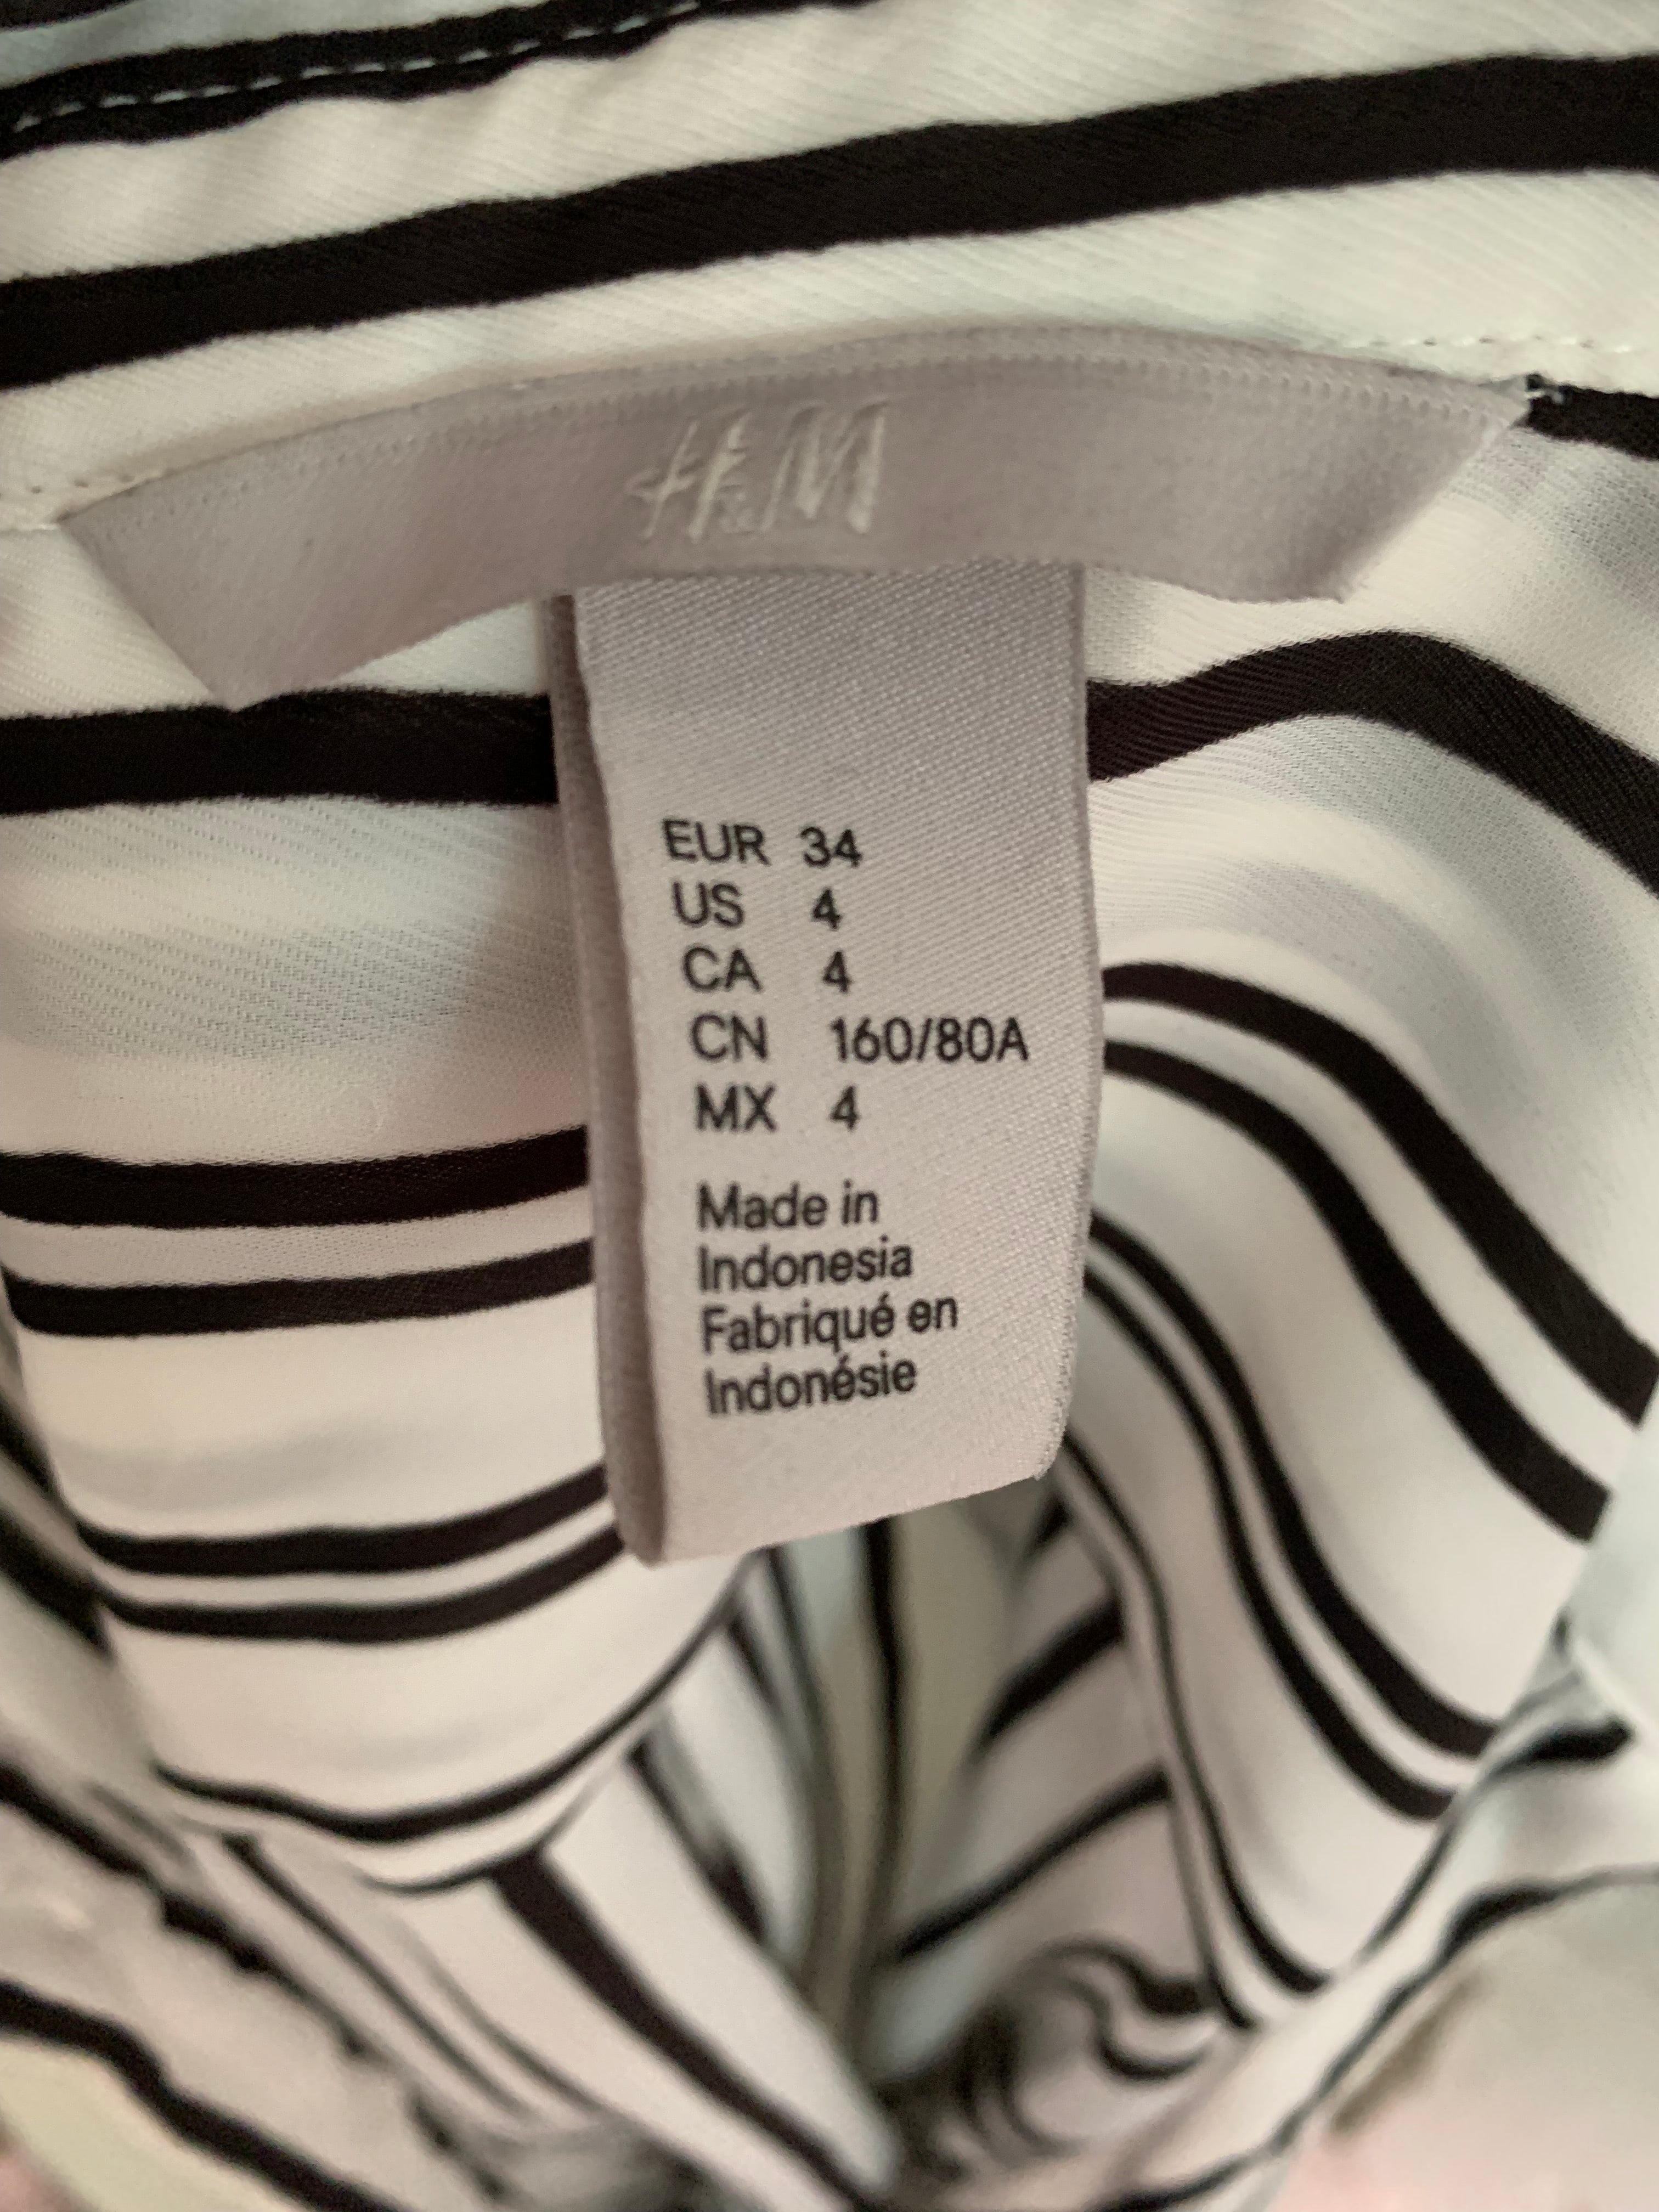 H&M
EUR 34
US 4
CA 4
CN 160/80A
MX 4
Made in
Indonesia
Fabriqué en
Indonésie